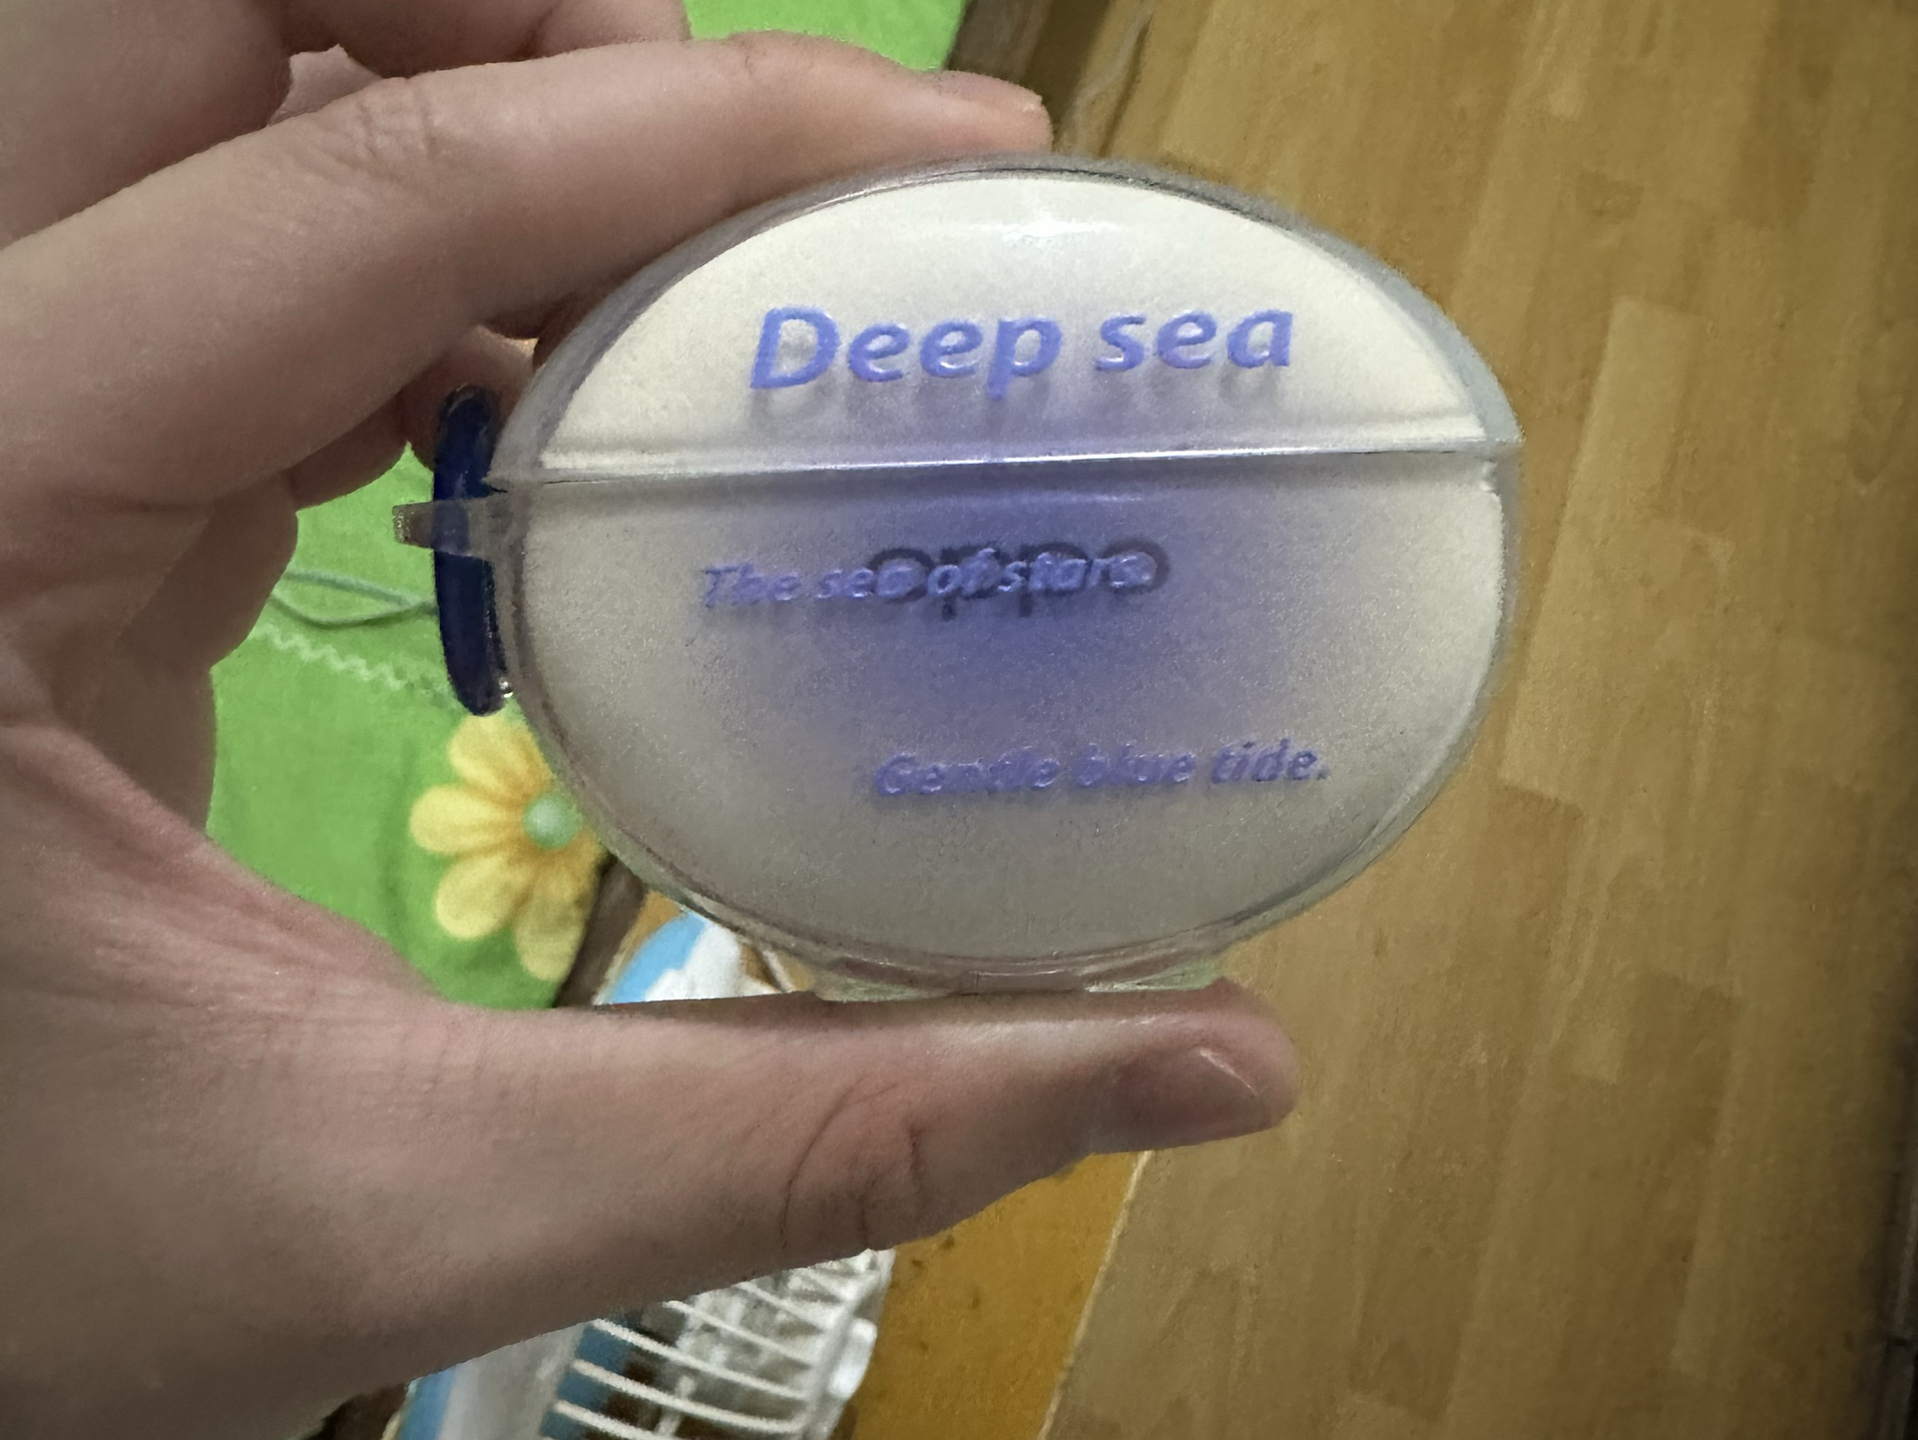 Deep sea
The sea of stars
oppo
Gentle blue tide.